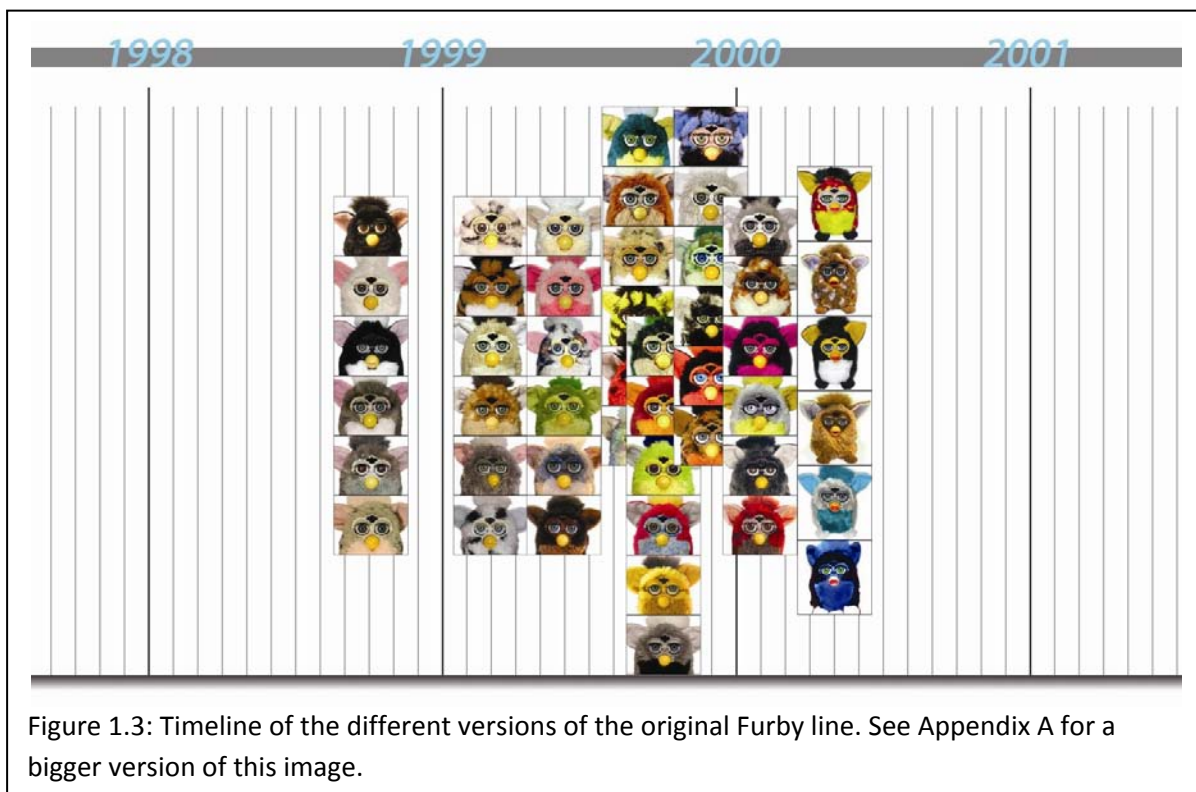 1998 1999 2000 2001
Figure 1.3: Timeline of the different versions of the original Furby line. See Appendix A for a
bigger version of this image.